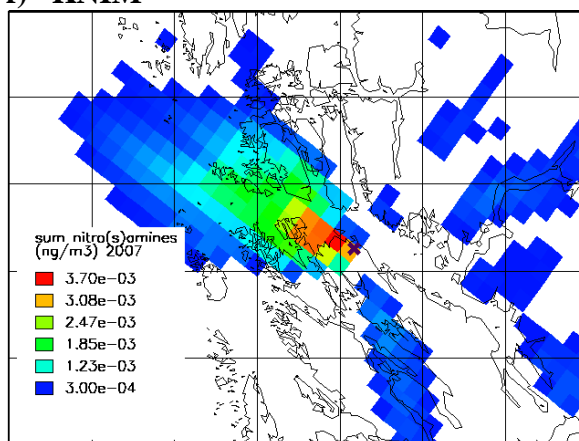 sum nitro(s)amines
(ng/m3) 2007
3.70e-03
3.08e-03
2.47e-03
1.85e-03
1.23e-03
3.00e-04